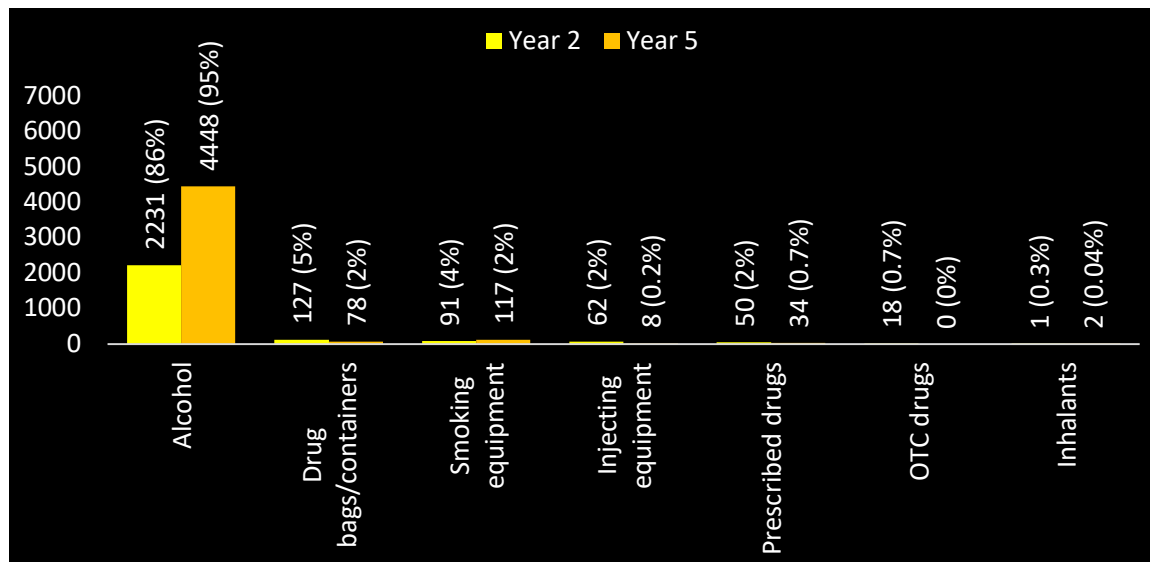 Year 2
Year 5
7000
6000
5000
4000
3000
2000
1000
0
2231 (86%)
4448 (95%)
127 (5%)
78 (2%)
91 (4%)
117 (2%)
62 (2%)
8 (0.2%)
50 (2%)
34 (0.7%)
18 (0.7%)
0 (0%)
1 (0.3%)
2 (0.04%)
Alcohol
Drug
bags/containers
Smoking
equipment
Injecting
equipment
Prescribed drugs
OTC drugs
Inhalants